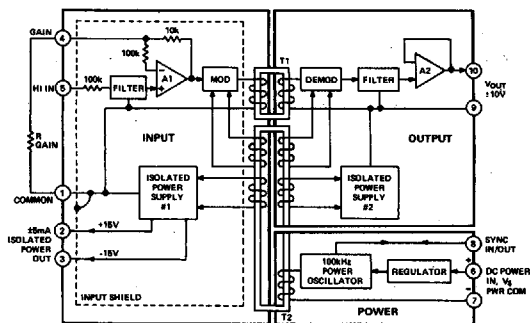 GAIN
4
10k
100k
A1
HI IN
5
100k
FILTER
MOD
T1
DEMOD
FILTER
A2
10
VOUT
±10V
9
R
GAIN
INPUT
OUTPUT
COMMON
1
ISOLATED
POWER
SUPPLY
#1
ISOLATED
POWER
SUPPLY
#2
±5mA
ISOLATED
POWER
OUT
2
+15V
3
-15V
INPUT SHIELD
T2
100kHz
POWER
OSCILLATOR
REGULATOR
POWER
8
SYNC
IN/OUT
+
6
DC POWER
IN, VS
-
7
PWR COM